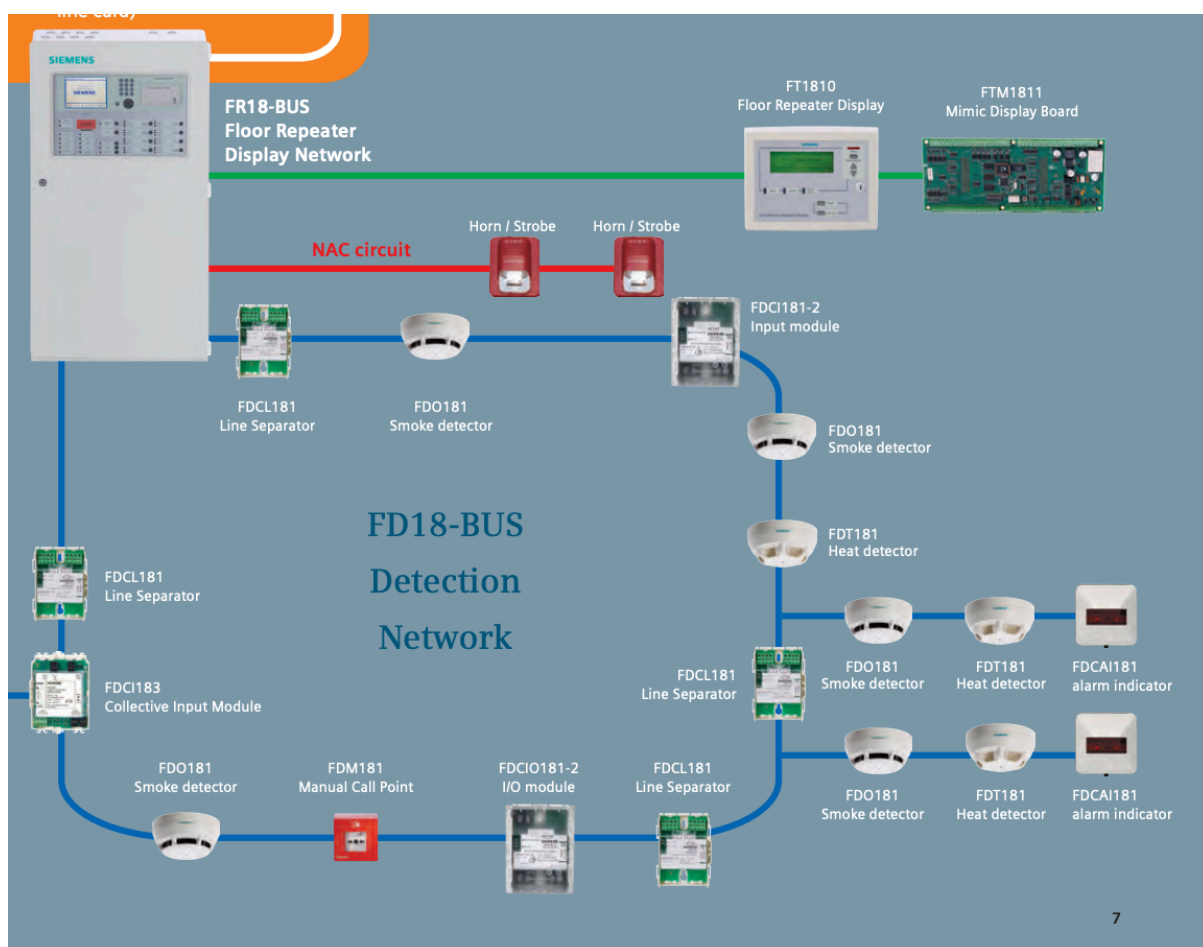 line card)
SIEMENS
FR18-BUS
Floor Repeater
Display Network
FT1810
Floor Repeater Display
FTM1811
Mimic Display Board
NAC circuit
Horn / Strobe
Horn / Strobe
FDCI181-2
Input module
FDCL181
Line Separator
FDO181
Smoke detector
FDO181
Smoke detector
FDT181
Heat detector
FD18-BUS
Detection
Network
FDCL181
Line Separator
FDO181
Smoke detector
FDT181
Heat detector
FDCAI181
alarm indicator
FDCL181
Line Separator
FDCI183
Collective Input Module
FDO181
Smoke detector
FDT181
Heat detector
FDCAI181
alarm indicator
FDO181
Smoke detector
FDM181
Manual Call Point
FDCIO181-2
I/O module
FDCL181
Line Separator
7